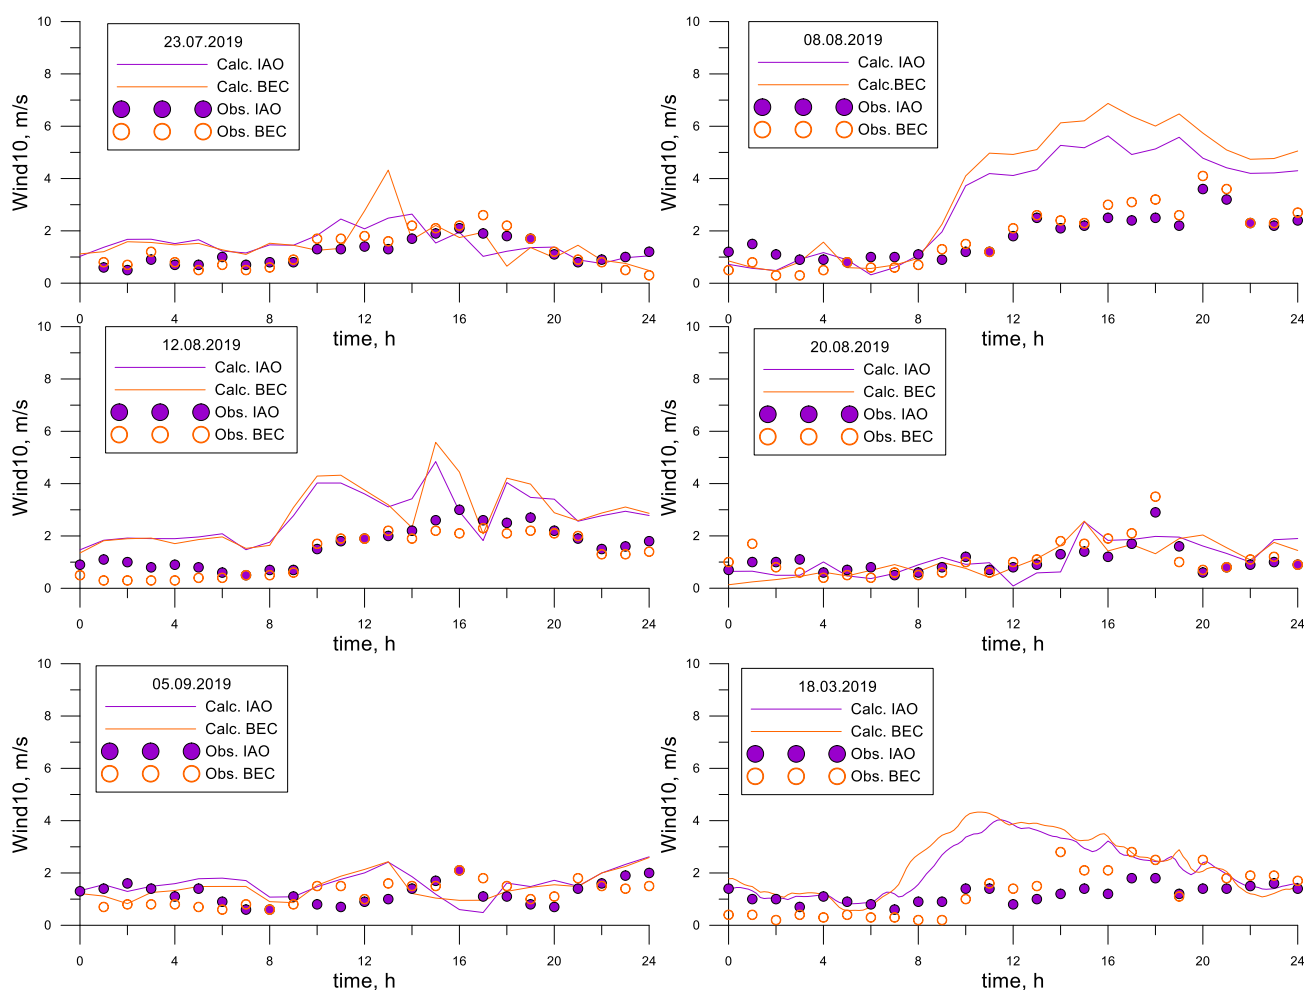 23.07.2019
Calc. IAO
Calc. BEC
Obs. IAO
Obs. BEC
Wind10, m/s
10
8
6
4
2
0
0 4 8 12 16 20 24
time, h
08.08.2019
Calc. IAO
Calc.BEC
Obs. IAO
Obs. BEC
Wind10, m/s
10
8
6
4
2
0
0 4 8 12 16 20 24
time, h
12.08.2019
Calc. IAO
Calc. BEC
Obs. IAO
Obs. BEC
Wind10, m/s
10
8
6
4
2
0
0 4 8 12 16 20 24
time, h
20.08.2019
Calc. IAO
Calc. BEC
Obs. IAO
Obs. BEC
Wind10, m/s
10
8
6
4
2
0
0 4 8 12 16 20 24
time, h
05.09.2019
Calc. IAO
Calc. BEC
Obs. IAO
Obs. BEC
Wind10, m/s
10
8
6
4
2
0
0 4 8 12 16 20 24
time, h
18.03.2019
Calc. IAO
Calc. BEC
Obs. IAO
Obs. BEC
Wind10, m/s
10
8
6
4
2
0
0 4 8 12 16 20 24
time, h